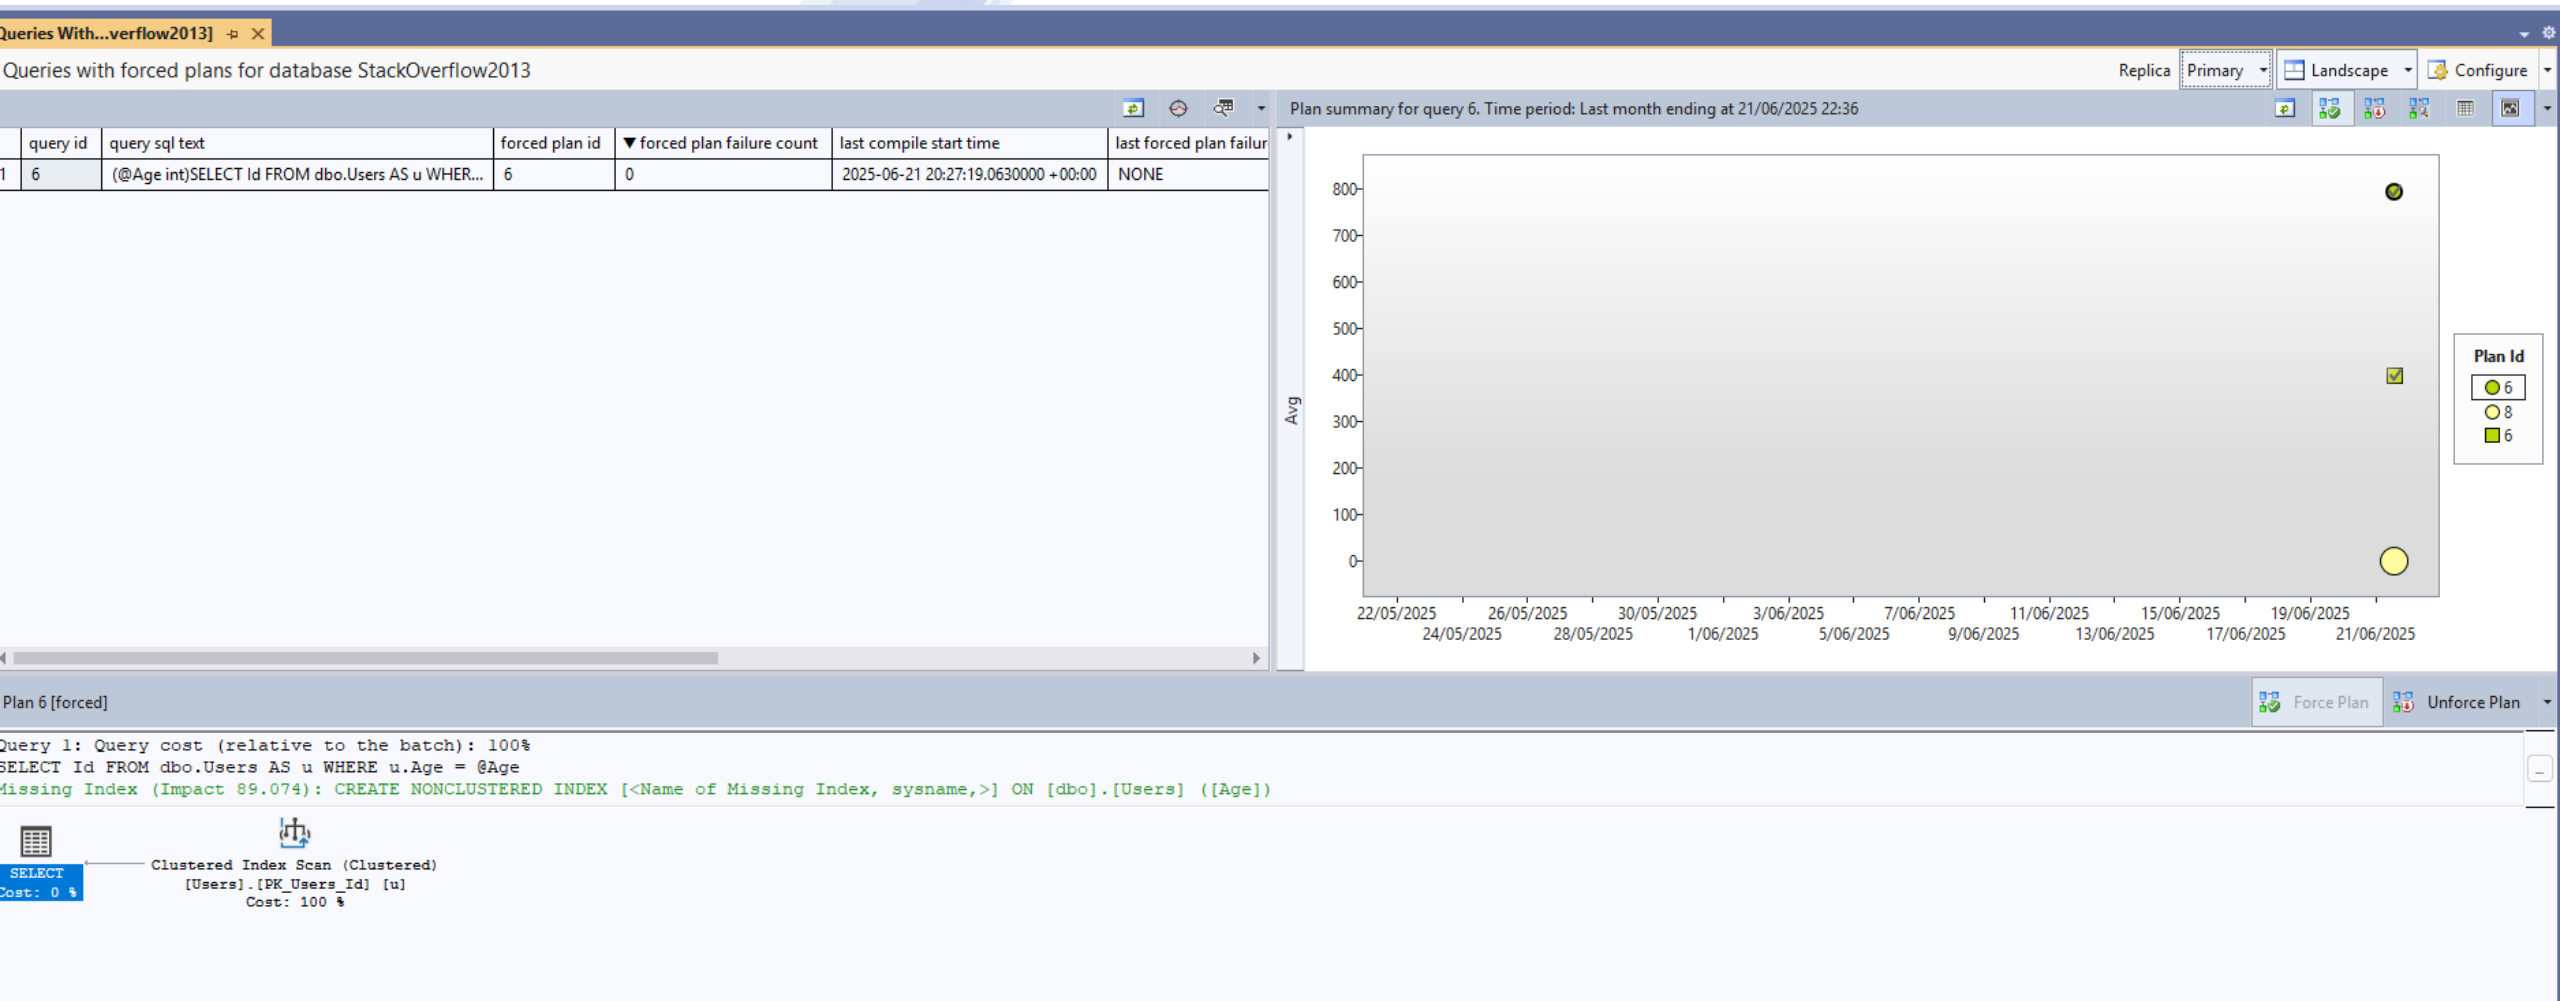 Queries With...verflow2013]
Queries with forced plans for database StackOverflow2013
Replica Primary Landscape Configure
query id query sql text forced plan id forced plan failure count last compile start time last forced plan failur
1 6 (@Age int)SELECT Id FROM dbo.Users AS u WHER... 6 0 2025-06-21 20:27:19.0630000 +00:00 NONE
Plan summary for query 6. Time period: Last month ending at 21/06/2025 22:36
Avg
800
700
600
500
400
300
200
100
0
22/05/2025 26/05/2025 30/05/2025 3/06/2025 7/06/2025 11/06/2025 15/06/2025 19/06/2025
24/05/2025 28/05/2025 1/06/2025 5/06/2025 9/06/2025 13/06/2025 17/06/2025 21/06/2025
Plan Id
6
8
6
Plan 6 [forced]
Force Plan Unforce Plan
Query 1: Query cost (relative to the batch): 100%
SELECT Id FROM dbo.Users AS u WHERE u.Age = @Age
Missing Index (Impact 89.074): CREATE NONCLUSTERED INDEX [<Name of Missing Index, sysname,>] ON [dbo].[Users] ([Age])
SELECT
Cost: 0 %
Clustered Index Scan (Clustered)
[Users].[PK_Users_Id] [u]
Cost: 100 %